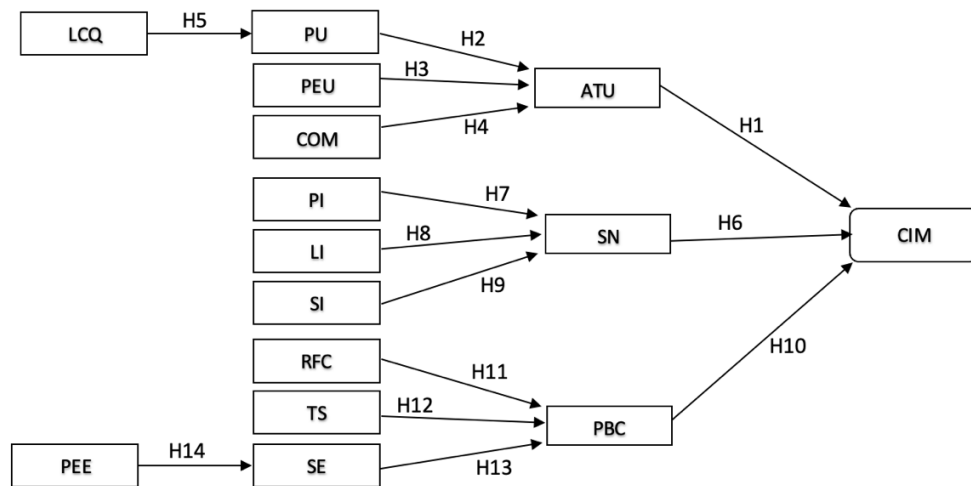 LCQ
H5
PU
H2
PEU
H3
ATU
COM
H4
H1
PI
H7
LI
H8
SN
H6
CIM
SI
H9
RFC
H11
H10
TS
H12
PBC
PEE
H14
SE
H13